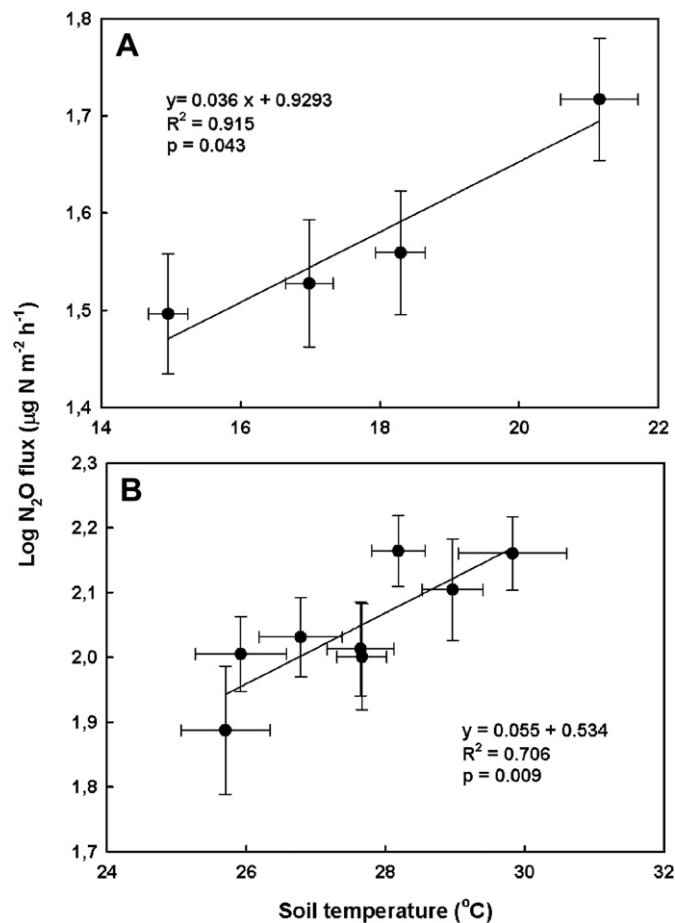 A
y= 0.036 x + 0.9293
R² = 0.915
p = 0.043
1,8
1,7
1,6
1,5
1,4
14 16 18 20 22
Log N₂O flux (µg N m⁻² h⁻¹)
B
2,3
2,2
2,1
2,0
1,9
1,8
1,7
y = 0.055 + 0.534
R² = 0.706
p = 0.009
24 26 28 30 32
Soil temperature (°C)